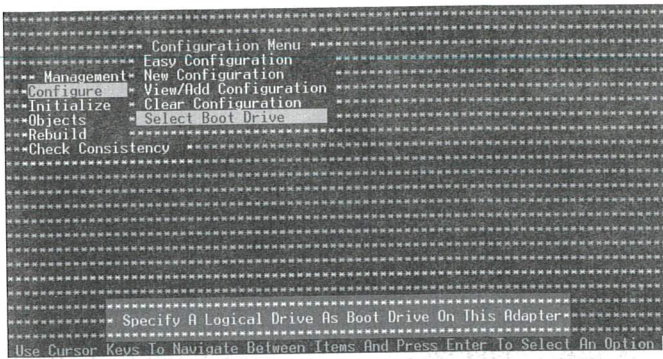 Configuration Menu
Easy Configuration
Management New Configuration
Configure View/Add Configuration
Initialize Clear Configuration
Objects Select Boot Drive
Rebuild
Check Consistency
Specify A Logical Drive As Boot Drive On This Adapter
Use Cursor Keys To Navigate Between Items And Press Enter To Select An Option